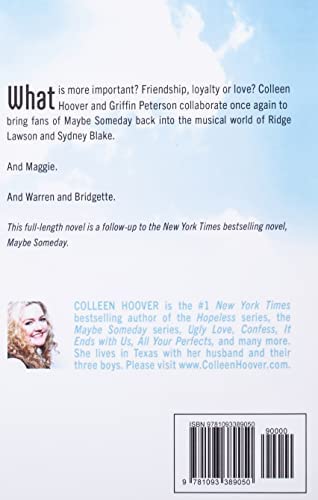 What is more important? Friendship, loyalty or love? Colleen
Hoover and Griffin Peterson collaborate once again to
bring fans of Maybe Someday back into the musical world of Ridge
Lawson and Sydney Blake.
And Maggie.
And Warren and Bridgette.
This full-length novel is a follow-up to the New York Times bestselling novel,
Maybe Someday.
COLLEEN HOOVER is the #1 New York Times
bestselling author of the Hopeless series, the
Maybe Someday series, Ugly Love, Confess, It
Ends with Us, All Your Perfects, and many more.
She lives in Texas with her husband and their
three boys. Please visit www.ColleenHoover.com.
ISBN 9781093389050
90000
9 781093 389050